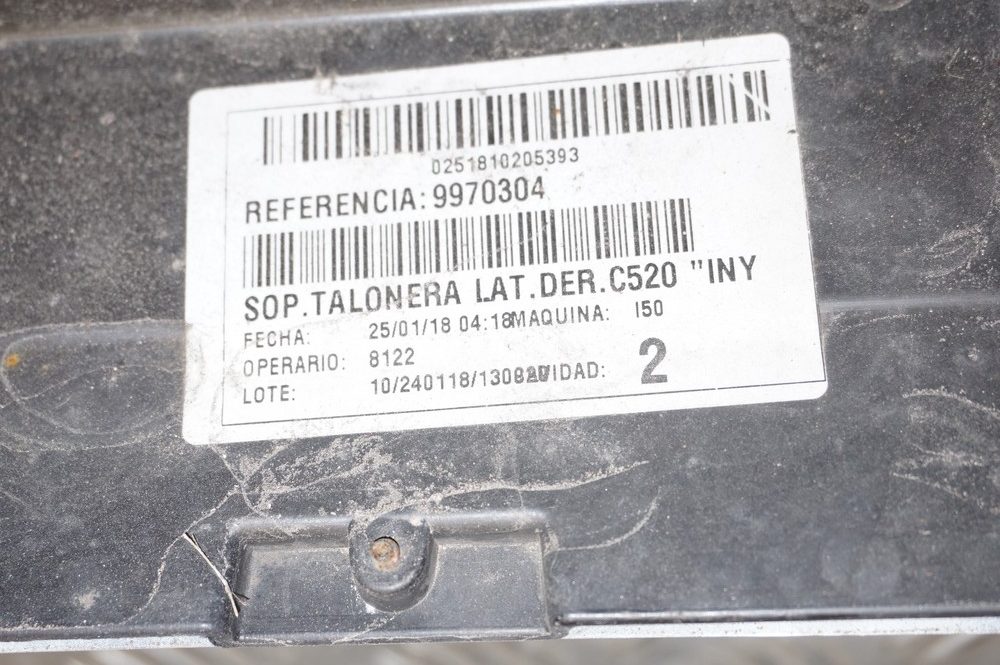 0251810205393
REFERENCIA: 9970304
SOP.TALONERA LAT.DER.C520 "INY
FECHA: 25/01/18 04:18 MAQUINA: I50
OPERARIO: 8122
LOTE: 10/240118/1300 2